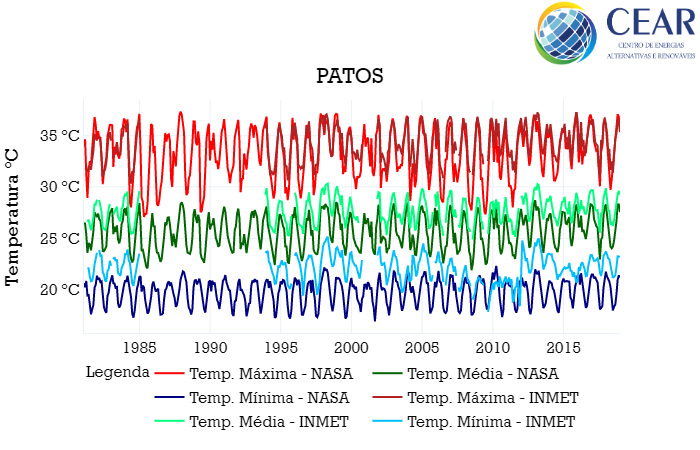 CEAR
CENTRO DE ENERGIAS
ALTERNATIVAS E RENOVÁVEIS
PATOS
Temperatura °C
35 °C
30 °C
25 °C
20 °C
1985 1990 1995 2000 2005 2010 2015
Legenda Temp. Máxima - NASA Temp. Média - NASA
Temp. Mínima - NASA Temp. Máxima - INMET
Temp. Média - INMET Temp. Mínima - INMET